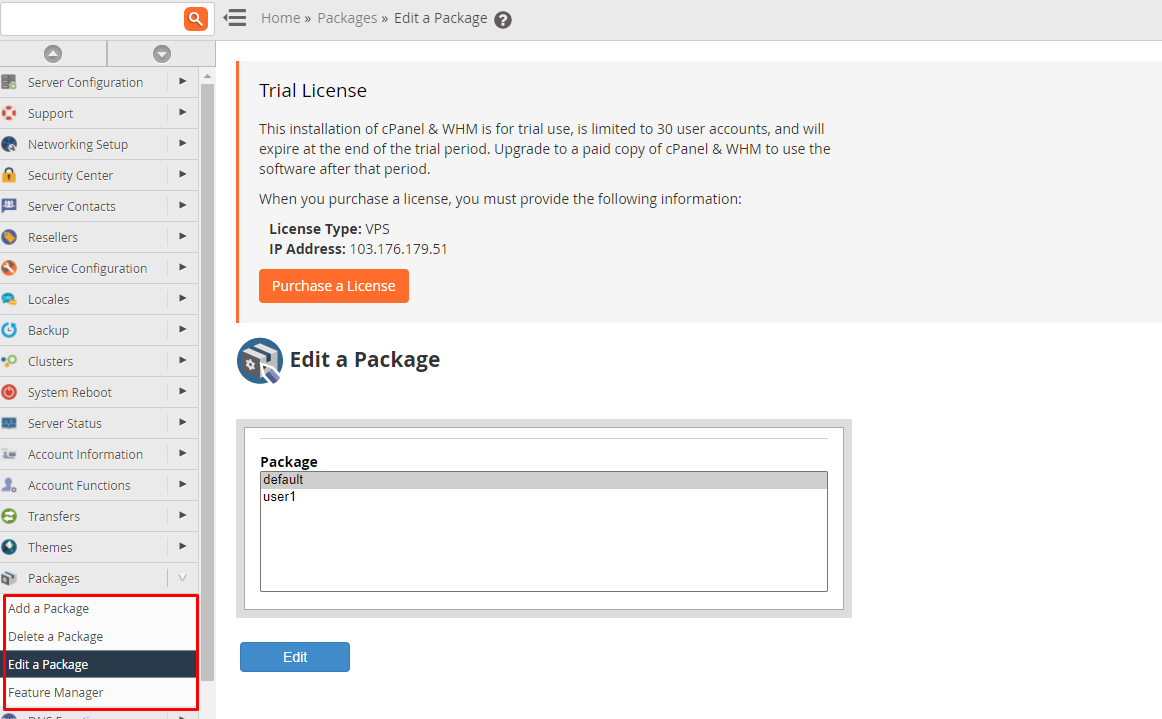 Home » Packages » Edit a Package ?
Server Configuration
Support
Networking Setup
Security Center
Server Contacts
Resellers
Service Configuration
Locales
Backup
Clusters
System Reboot
Server Status
Account Information
Account Functions
Transfers
Themes
Packages
Add a Package
Delete a Package
Edit a Package
Feature Manager
Trial License
This installation of cPanel & WHM is for trial use, is limited to 30 user accounts, and will
expire at the end of the trial period. Upgrade to a paid copy of cPanel & WHM to use the
software after that period.
When you purchase a license, you must provide the following information:
License Type: VPS
IP Address: 103.176.179.51
Purchase a License
Edit a Package
Package
default
user1
Edit